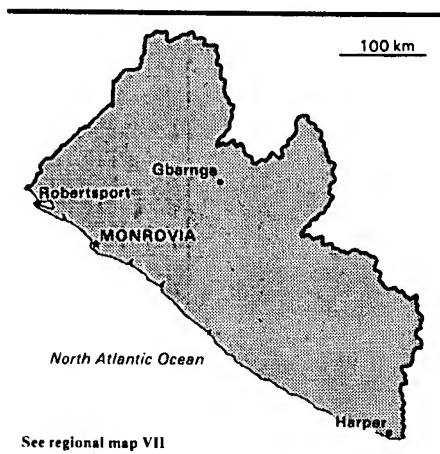 100 km
Gbarnga
Robertsport
MONROVIA
North Atlantic Ocean
Harper
See regional map VII